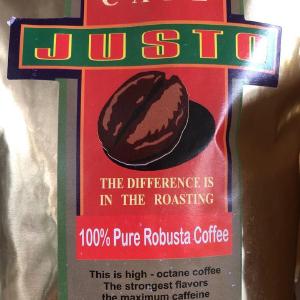 JUSTO
THE DIFFERENCE IS
IN THE ROASTING
100% Pure Robusta Coffee
This is high - octane coffee
The strongest flavors
the maximum caffeine